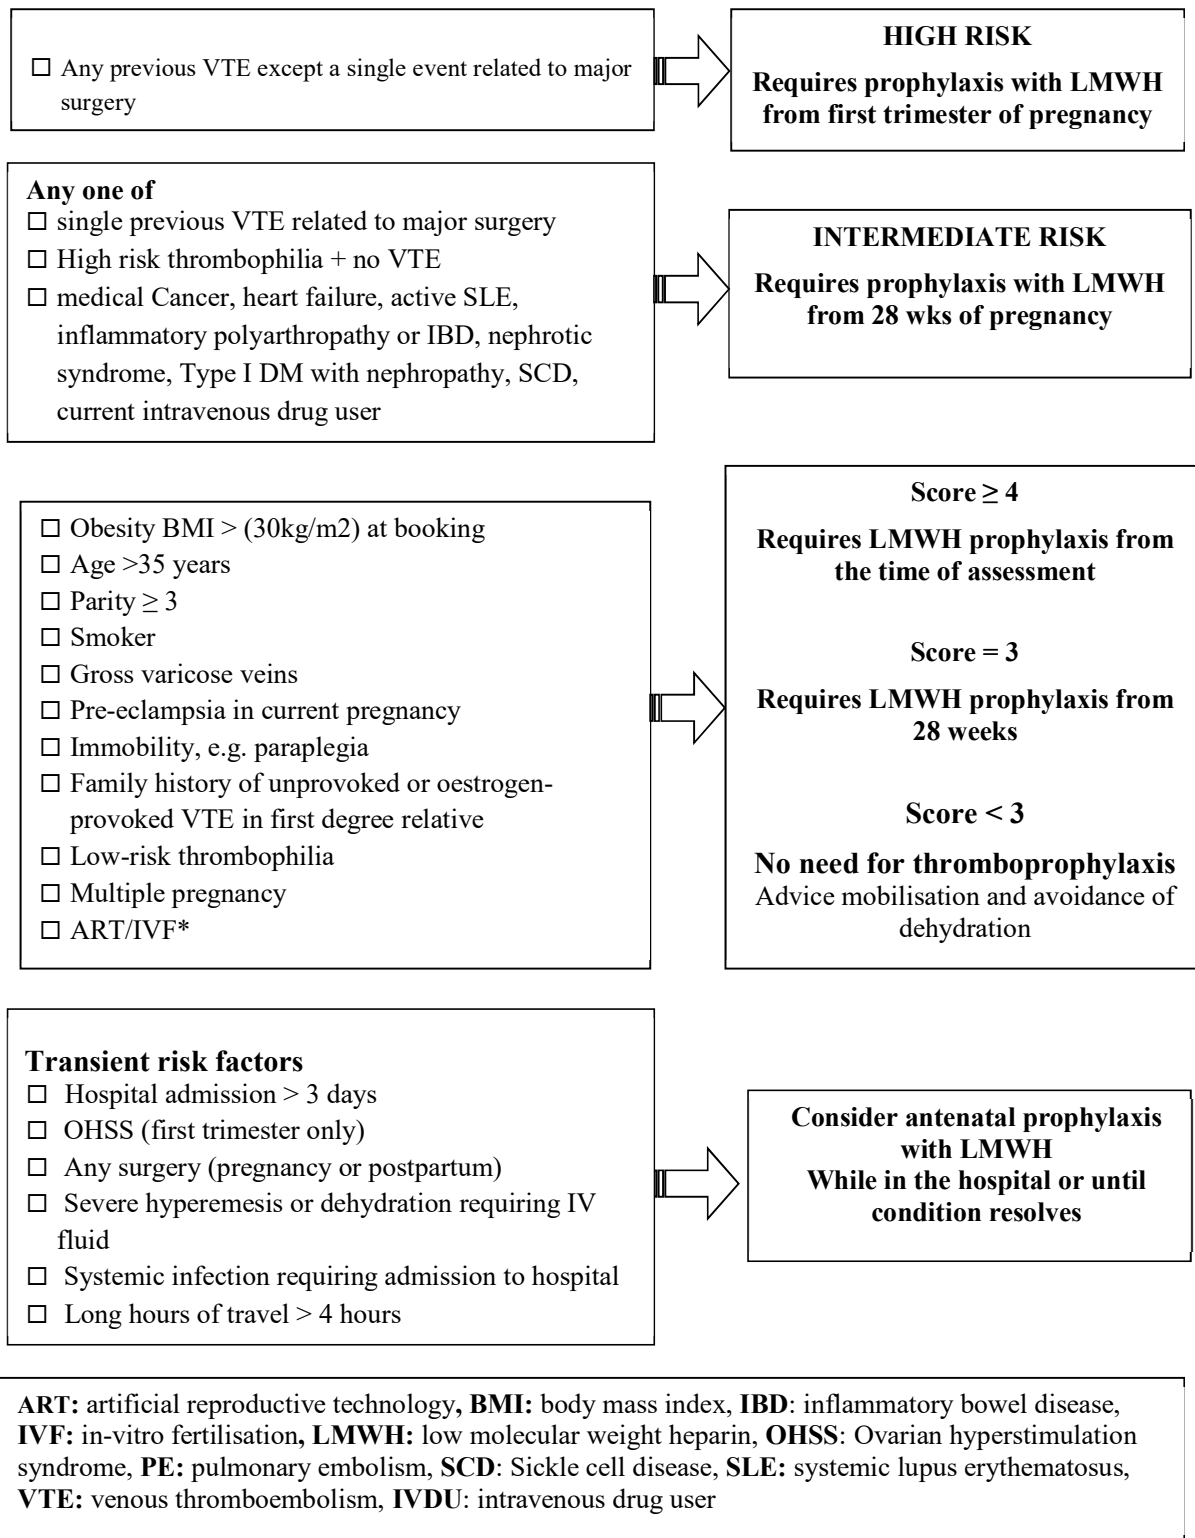 ☐ Any previous VTE except a single event related to major
surgery
HIGH RISK
Requires prophylaxis with LMWH
from first trimester of pregnancy
Any one of
☐ single previous VTE related to major surgery
☐ High risk thrombophilia + no VTE
☐ medical Cancer, heart failure, active SLE,
inflammatory polyarthropathy or IBD, nephrotic
syndrome, Type I DM with nephropathy, SCD,
current intravenous drug user
INTERMEDIATE RISK
Requires prophylaxis with LMWH
from 28 wks of pregnancy
☐ Obesity BMI > (30kg/m2) at booking
☐ Age >35 years
☐ Parity ≥ 3
☐ Smoker
☐ Gross varicose veins
☐ Pre-eclampsia in current pregnancy
☐ Immobility, e.g. paraplegia
☐ Family history of unprovoked or oestrogen-
provoked VTE in first degree relative
☐ Low-risk thrombophilia
☐ Multiple pregnancy
☐ ART/IVF*
Score ≥ 4
Requires LMWH prophylaxis from
the time of assessment
Score = 3
Requires LMWH prophylaxis from
28 weeks
Score < 3
No need for thromboprophylaxis
Advice mobilisation and avoidance of
dehydration
Transient risk factors
☐ Hospital admission > 3 days
☐ OHSS (first trimester only)
☐ Any surgery (pregnancy or postpartum)
☐ Severe hyperemesis or dehydration requiring IV
fluid
☐ Systemic infection requiring admission to hospital
☐ Long hours of travel > 4 hours
Consider antenatal prophylaxis
with LMWH
While in the hospital or until
condition resolves
ART: artificial reproductive technology, BMI: body mass index, IBD: inflammatory bowel disease,
IVF: in-vitro fertilisation, LMWH: low molecular weight heparin, OHSS: Ovarian hyperstimulation
syndrome, PE: pulmonary embolism, SCD: Sickle cell disease, SLE: systemic lupus erythematosus,
VTE: venous thromboembolism, IVDU: intravenous drug user